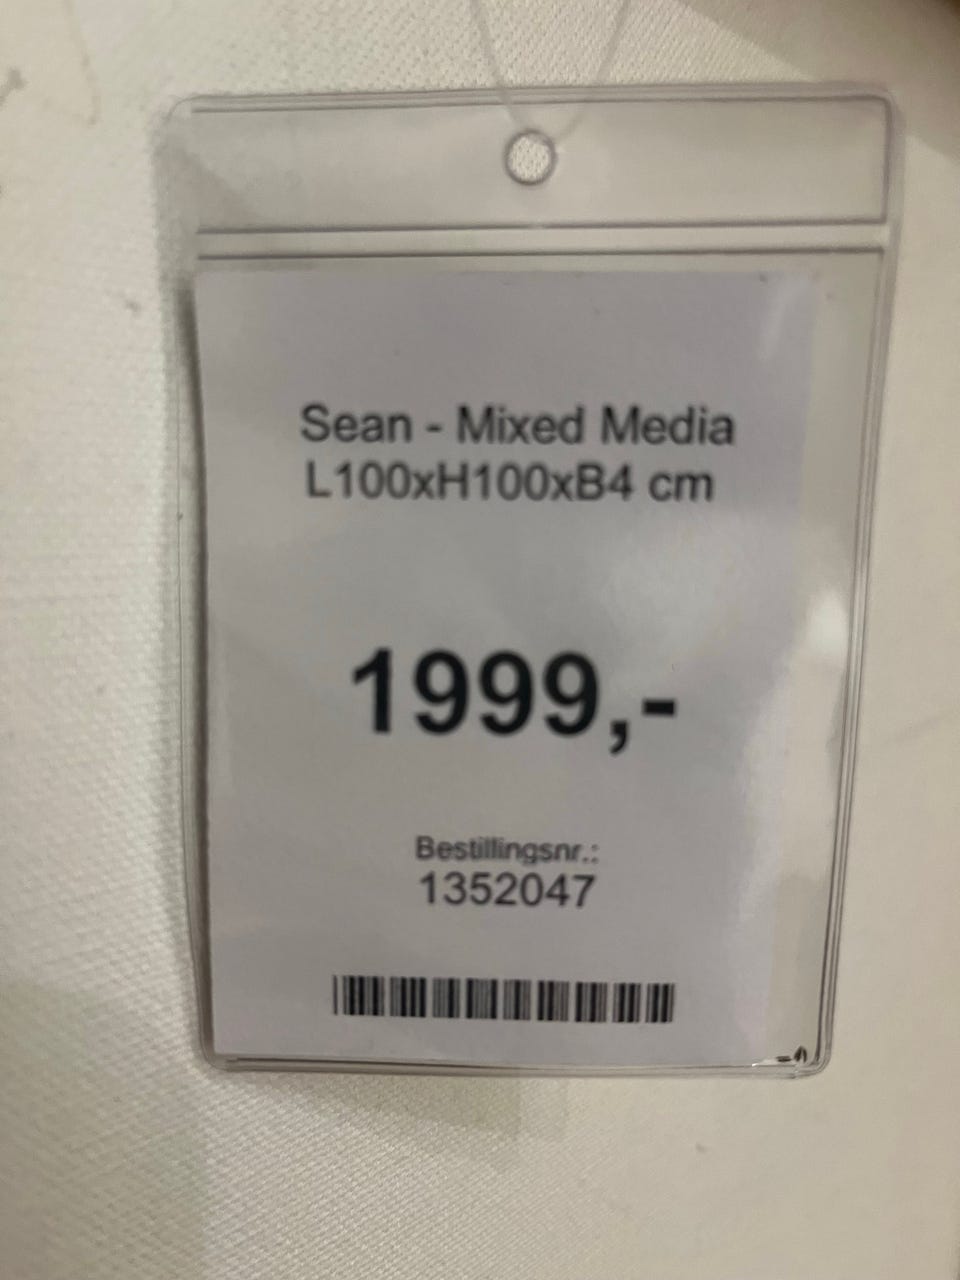 Sean - Mixed Media
L100xH100xB4 cm
1999,-
Bestillingsnr.:
1352047